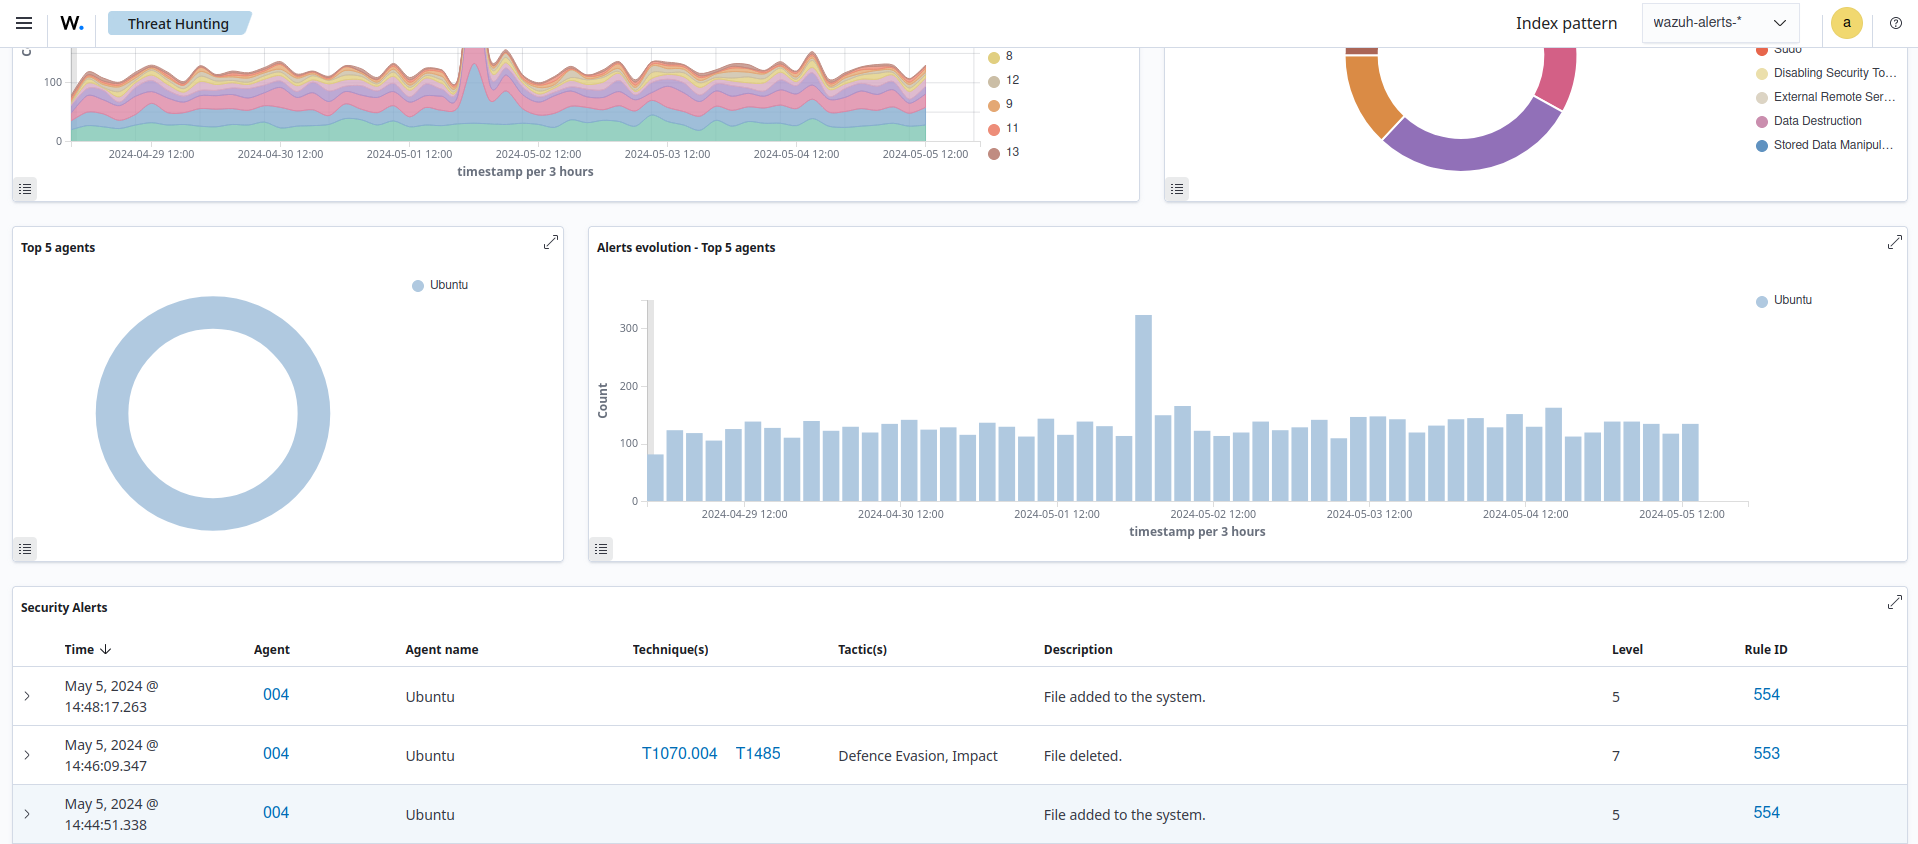 W.
Threat Hunting
Index pattern
wazuh-alerts-*
a
100
0
2024-04-29 12:00 2024-04-30 12:00 2024-05-01 12:00 2024-05-02 12:00 2024-05-03 12:00 2024-05-04 12:00 2024-05-05 12:00
timestamp per 3 hours
8
12
9
11
13
Sudo
Disabling Security To...
External Remote Ser...
Data Destruction
Stored Data Manipul...
Top 5 agents
Ubuntu
Alerts evolution - Top 5 agents
Ubuntu
Count
300
200
100
0
2024-04-29 12:00 2024-04-30 12:00 2024-05-01 12:00 2024-05-02 12:00 2024-05-03 12:00 2024-05-04 12:00 2024-05-05 12:00
timestamp per 3 hours
Security Alerts
Time Agent Agent name Technique(s) Tactic(s) Description Level Rule ID
May 5, 2024 @
14:48:17.263
004 Ubuntu File added to the system. 5 554
May 5, 2024 @
14:46:09.347
004 Ubuntu T1070.004 T1485 Defence Evasion, Impact File deleted. 7 553
May 5, 2024 @
14:44:51.338
004 Ubuntu File added to the system. 5 554